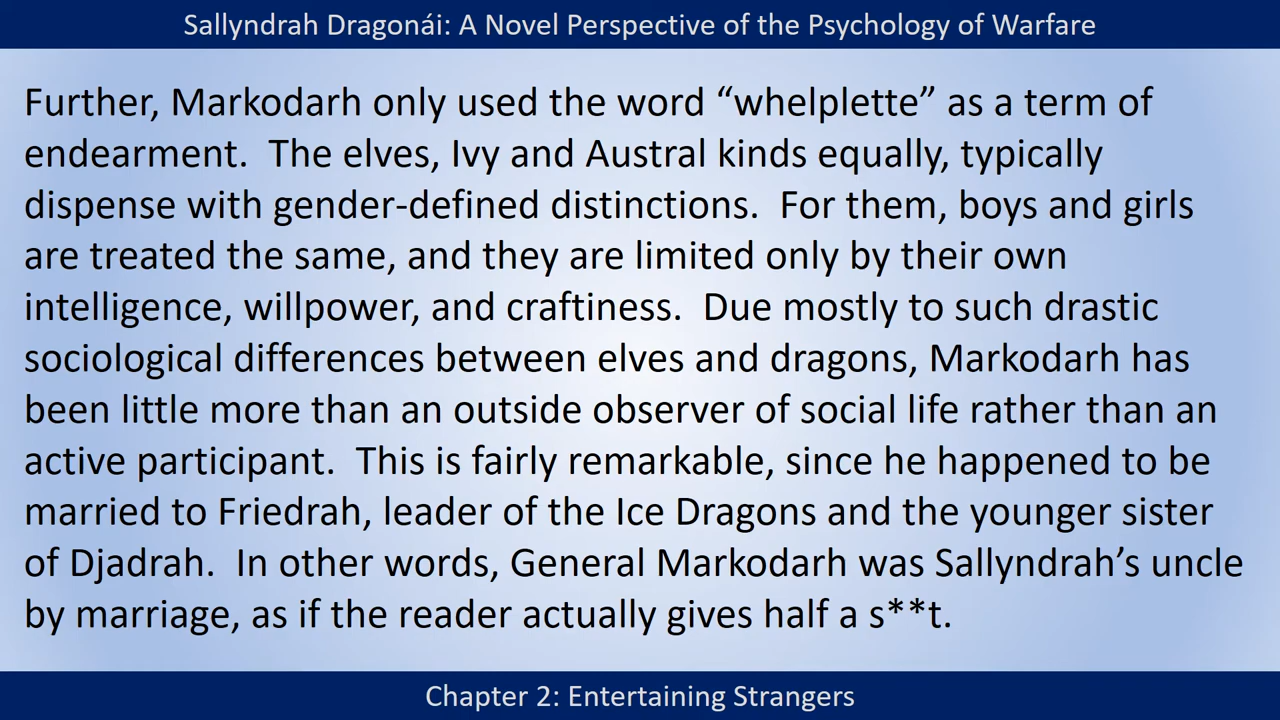 Sallyndrah Dragonái: A Novel Perspective of the Psychology of Warfare
Further, Markodarh only used the word “whelplette” as a term of
endearment.  The elves, Ivy and Austral kinds equally, typically
dispense with gender-defined distinctions.  For them, boys and girls
are treated the same, and they are limited only by their own
intelligence, willpower, and craftiness.  Due mostly to such drastic
sociological differences between elves and dragons, Markodarh has
been little more than an outside observer of social life rather than an
active participant.  This is fairly remarkable, since he happened to be
married to Friedrah, leader of the Ice Dragons and the younger sister
of Djadrah.  In other words, General Markodarh was Sallyndrah’s uncle
by marriage, as if the reader actually gives half a s**t.
Chapter 2: Entertaining Strangers